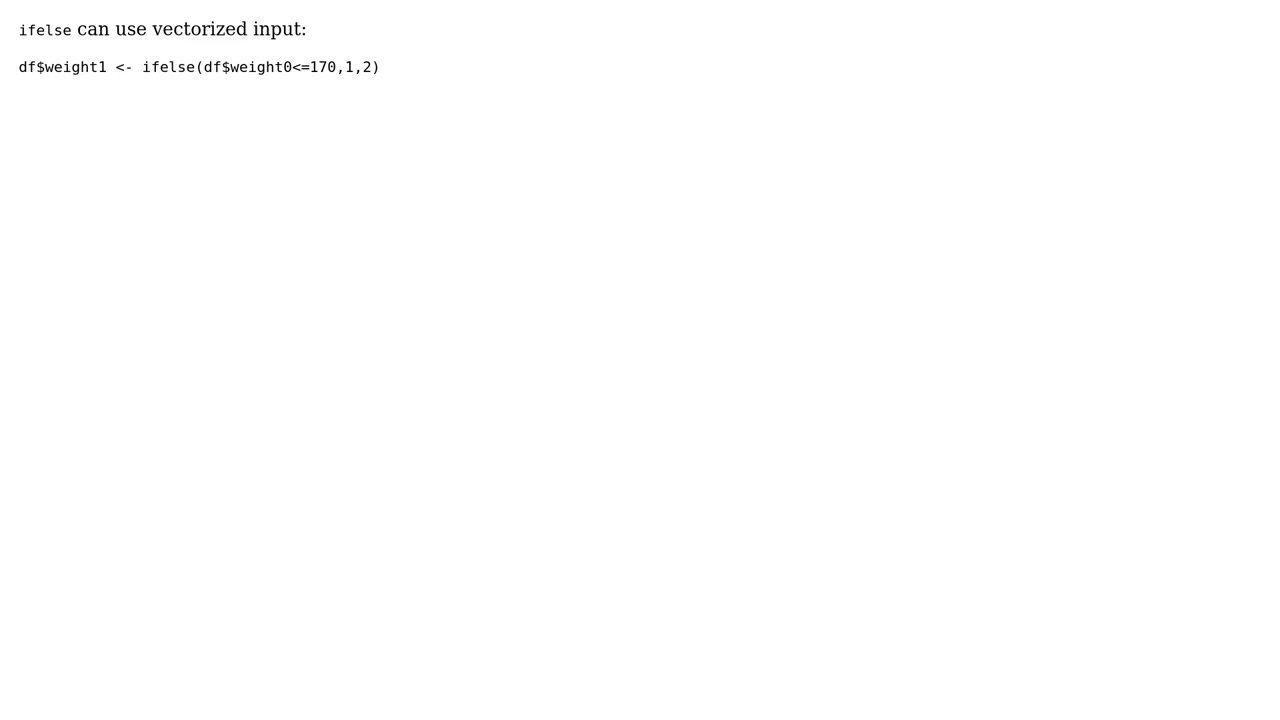 ifelse can use vectorized input:
df$weight1 <- ifelse(df$weight0<=170,1,2)